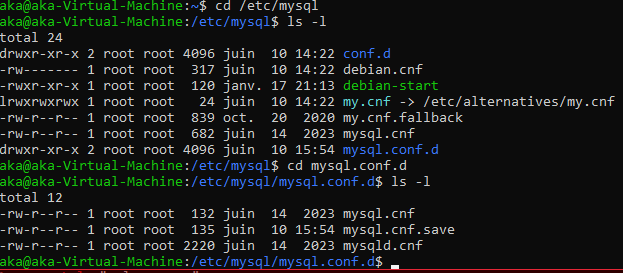 aka@aka-Virtual-Machine:~$ cd /etc/mysql
aka@aka-Virtual-Machine:/etc/mysql$ ls -l
total 24
drwxr-xr-x 2 root root 4096 juin  10 14:22 conf.d
-rw------- 1 root root  317 juin  10 14:22 debian.cnf
-rwxr-xr-x 1 root root  120 janv. 17 21:13 debian-start
lrwxrwxrwx 1 root root   24 juin  10 14:22 my.cnf -> /etc/alternatives/my.cnf
-rw-r--r-- 1 root root  839 oct.  20  2020 my.cnf.fallback
-rw-r--r-- 1 root root  682 juin  14  2023 mysql.cnf
drwxr-xr-x 2 root root 4096 juin  10 15:54 mysql.conf.d
aka@aka-Virtual-Machine:/etc/mysql$ cd mysql.conf.d
aka@aka-Virtual-Machine:/etc/mysql/mysql.conf.d$ ls -l
total 12
-rw-r--r-- 1 root root  132 juin  14  2023 mysql.cnf
-rw-r--r-- 1 root root  135 juin  10 15:54 mysql.cnf.save
-rw-r--r-- 1 root root 2220 juin  14  2023 mysqld.cnf
aka@aka-Virtual-Machine:/etc/mysql/mysql.conf.d$